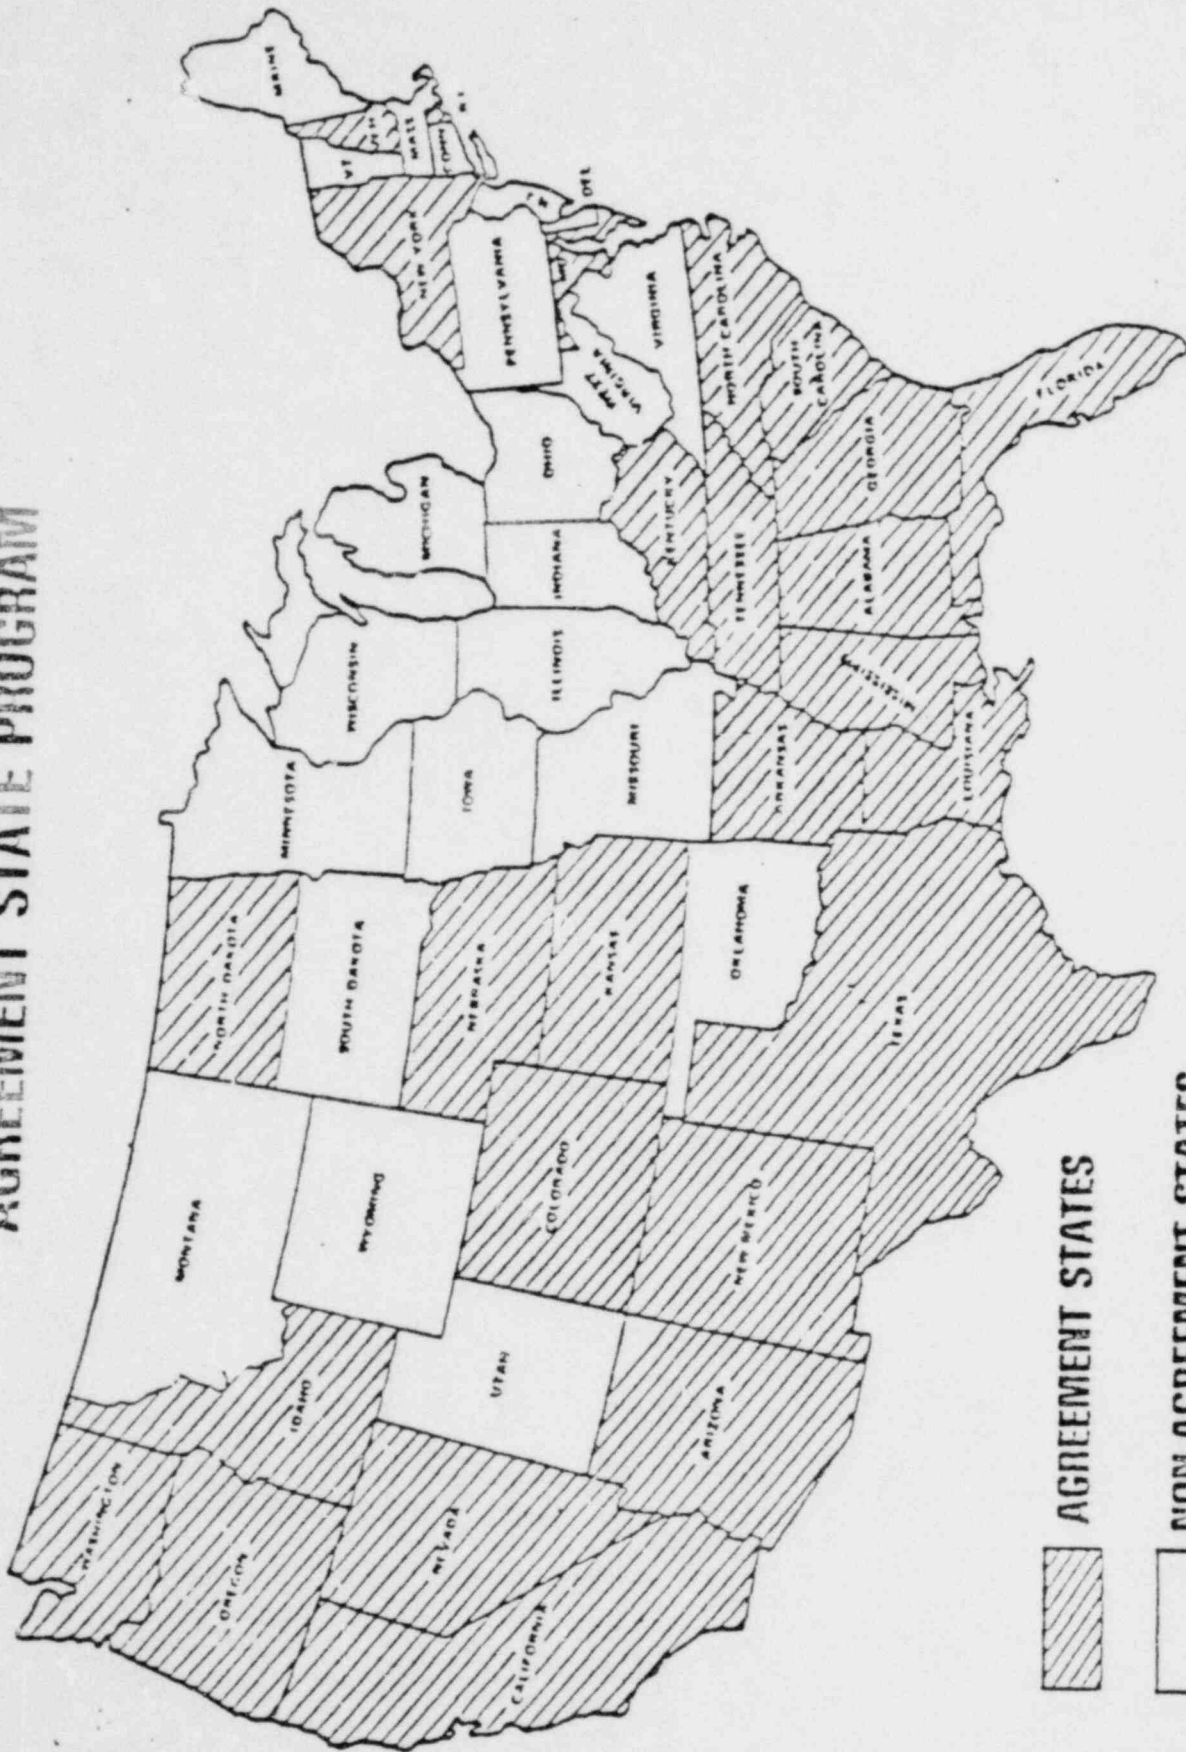 AGREEMENT STATE PROGRAM
WASHINGTON
OREGON
CALIFORNIA
NEVADA
IDAHO
MONTANA
WYOMING
UTAH
ARIZONA
COLORADO
NEW MEXICO
NORTH DAKOTA
SOUTH DAKOTA
NEBRASKA
KANSAS
OKLAHOMA
TEXAS
MINNESOTA
IOWA
MISSOURI
ARKANSAS
LOUISIANA
WISCONSIN
ILLINOIS
MICHIGAN
INDIANA
OHIO
KENTUCKY
TENNESSEE
MISSISSIPPI
ALABAMA
GEORGIA
FLORIDA
SOUTH
CAROLINA
NORTH CAROLINA
VIRGINIA
WEST
VIRGINIA
PENNSYLVANIA
NEW YORK
VT
MAINE
MASS
CONN
R I
DEL
AGREEMENT STATES
NON AGREEMENT STATES